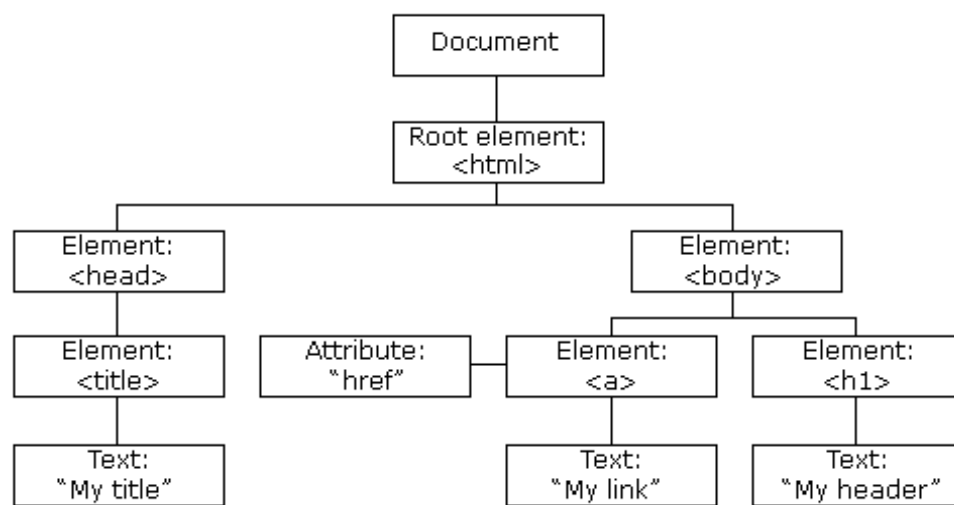 Document
Root element:
<html>
Element:
<head>
Element:
<body>
Element:
<title>
Attribute:
“href”
Element:
<a>
Element:
<h1>
Text:
“My title”
Text:
“My link”
Text:
“My header”